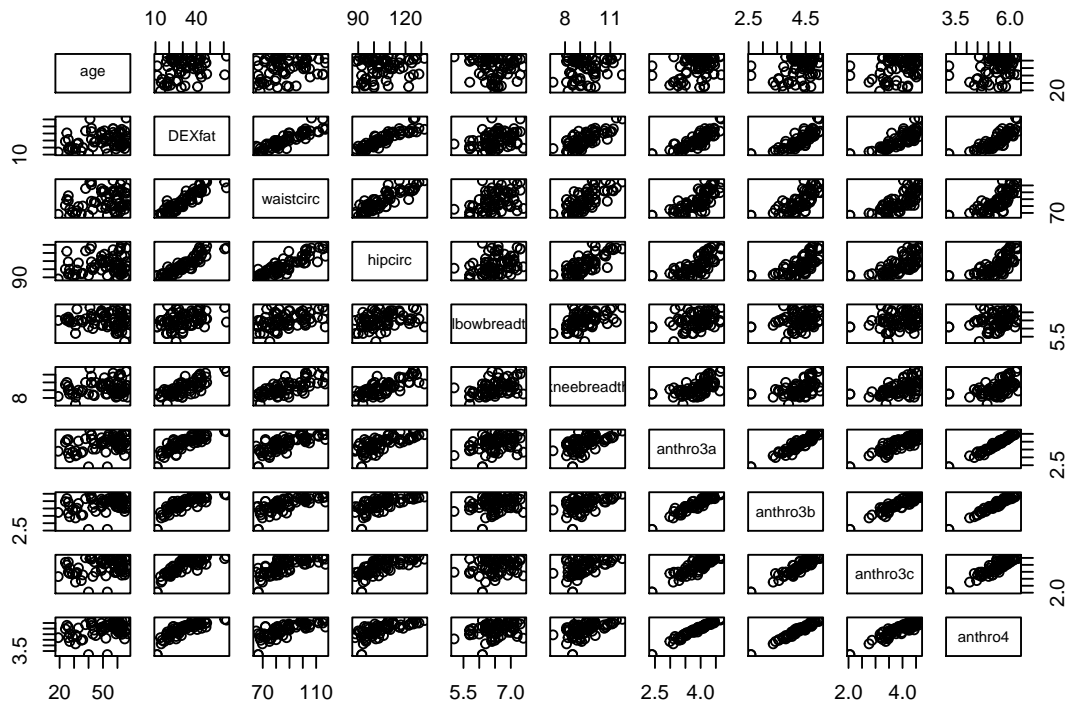 10 40 90 120 8 11 2.5 4.5 3.5 6.0
age 20
10 DEXfat
waistcirc 70
90 hipcirc
lbowbreadt 5.5
8 neebreadth
anthro3a 2.5
2.5 anthro3b
anthro3c 2.0
3.5 anthro4
20 50 70 110 5.5 7.0 2.5 4.0 2.0 4.0